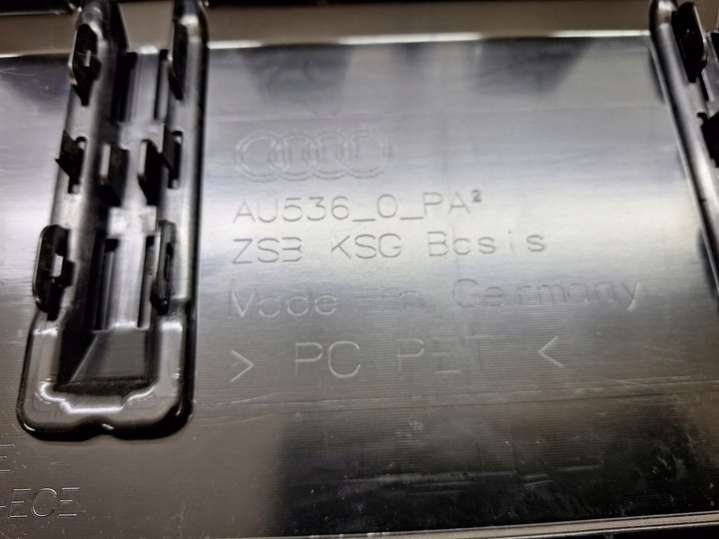 AU536_0_PA²
ZSB KSG Basis
Made in Germany
> PC PET <
-ECE